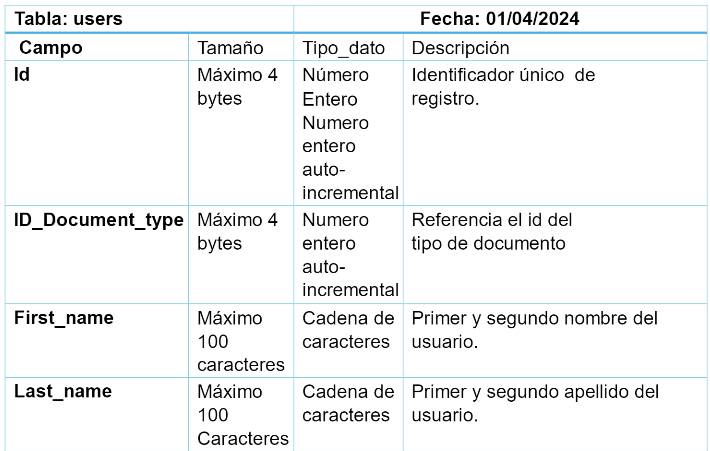 Tabla: users Fecha: 01/04/2024
Campo Tamaño Tipo_dato Descripción
Id
Máximo 4
bytes
Número
Entero
Numero
entero
auto-
incremental
Identificador único de
registro.
ID_Document_type
Máximo 4
bytes
Numero
entero
auto-
incremental
Referencia el id del
tipo de documento
First_name
Máximo
100
caracteres
Cadena de
caracteres
Primer y segundo nombre del
usuario.
Last_name
Máximo
100
Caracteres
Cadena de
caracteres
Primer y segundo apellido del
usuario.